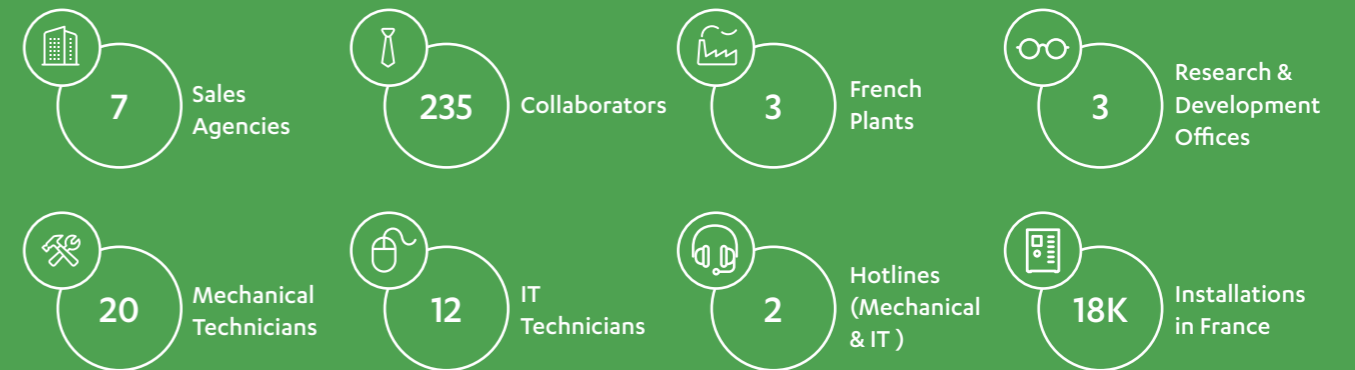 7
Sales
Agencies
235
Collaborators
3
French
Plants
3
Research &
Development
Offices
20
Mechanical
Technicians
12
IT
Technicians
2
Hotlines
(Mechanical
& IT )
18K
Installations
in France